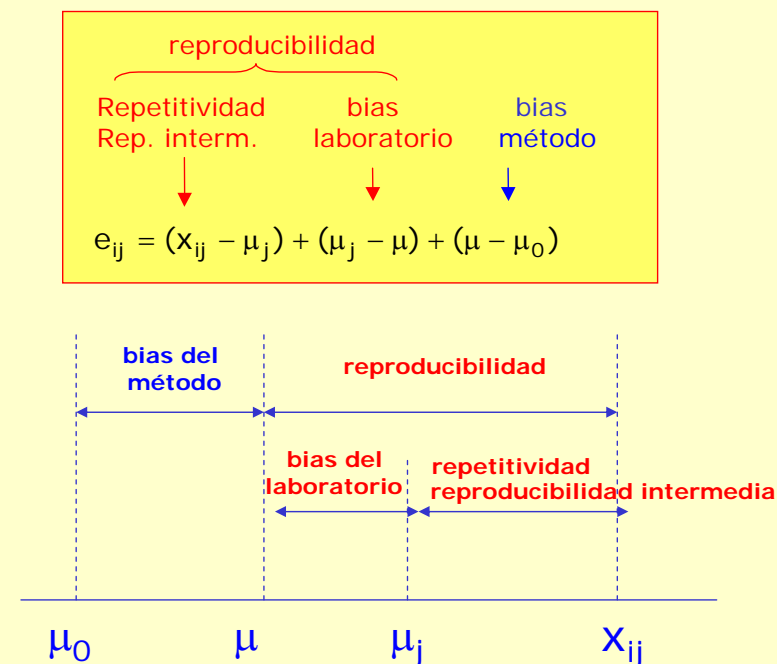 reproducibilidad
Repetitividad bias bias
Rep. interm. laboratorio método
e_ij = (x_ij − μ_j) + (μ_j − μ) + (μ − μ_0)
bias del
método
reproducibilidad
bias del
laboratorio
repetitividad
reproducibilidad intermedia
μ_0 μ μ_j x_ij